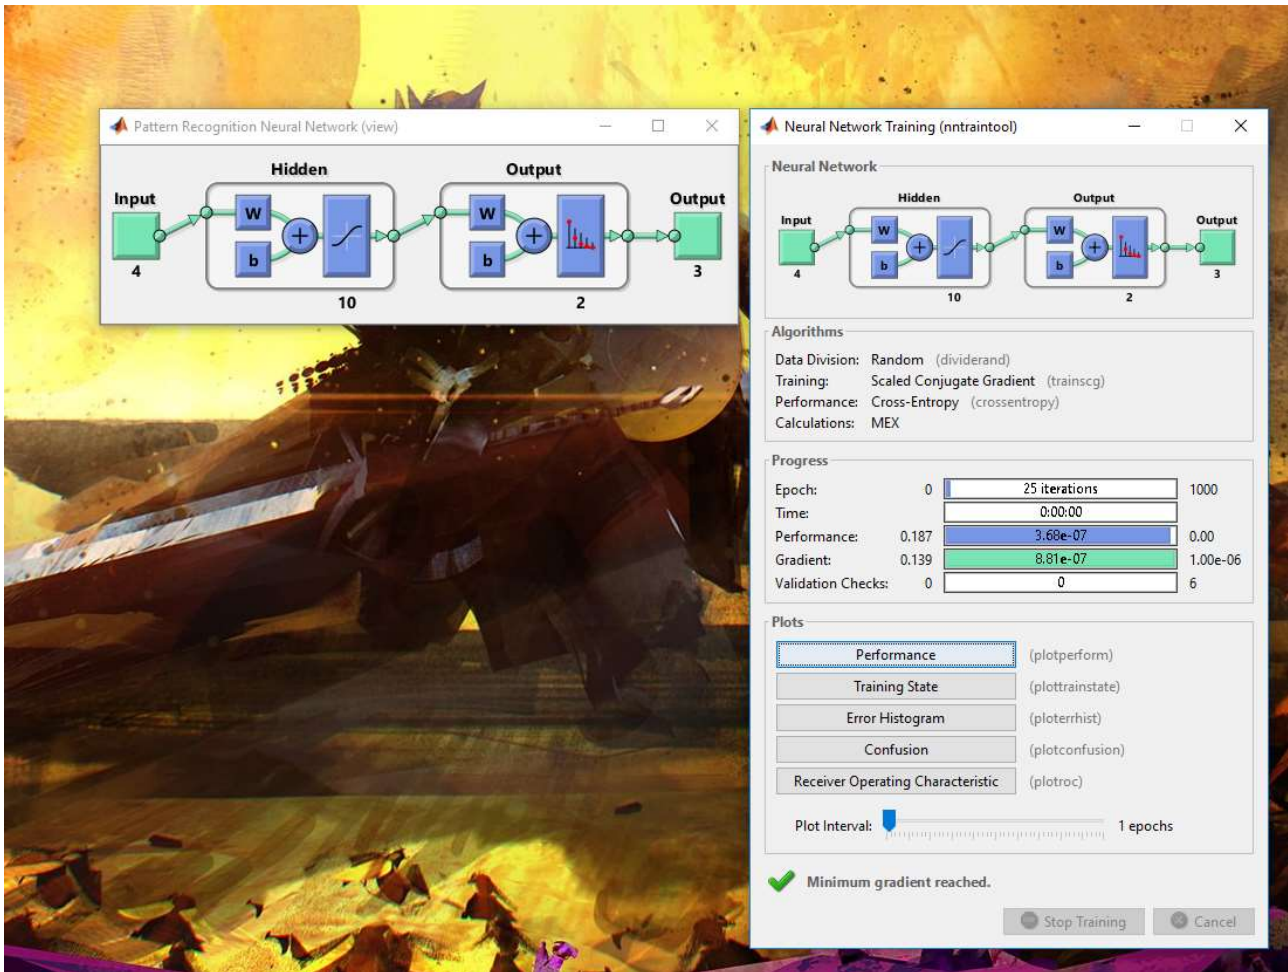 Pattern Recognition Neural Network (view)
Hidden
Output
Input
Output
W
W
b
b
4
3
10
2
Neural Network Training (nntraintool)
Neural Network
Hidden
Output
Input
Output
W
W
b
b
4
3
10
2
Algorithms
Data Division: Random (dividerand)
Training: Scaled Conjugate Gradient (trainscg)
Performance: Cross-Entropy (crossentropy)
Calculations: MEX
Progress
Epoch: 0 25 iterations 1000
Time: 0:00:00
Performance: 0.187 3.68e-07 0.00
Gradient: 0.139 8.81e-07 1.00e-06
Validation Checks: 0 0 6
Plots
Performance (plotperform)
Training State (plottrainstate)
Error Histogram (ploterrhist)
Confusion (plotconfusion)
Receiver Operating Characteristic (plotroc)
Plot Interval: 1 epochs
Minimum gradient reached.
Stop Training Cancel